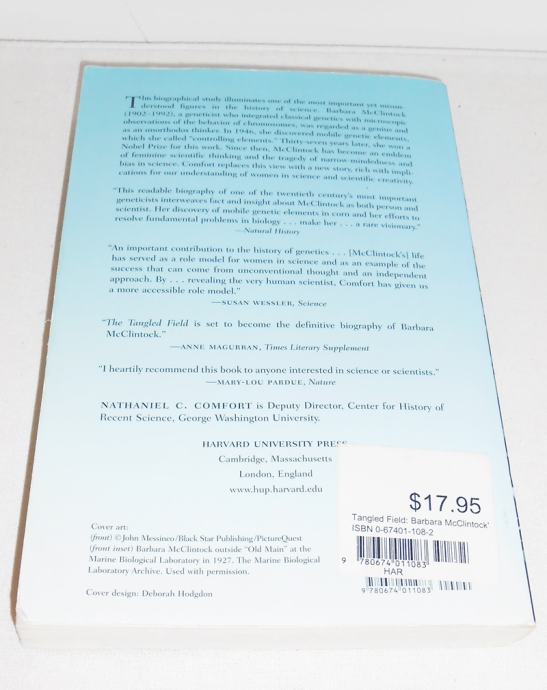 This biographical study illuminates one of the most important yet misun-
derstood figures in the history of science. Barbara McClintock
(1902–1992), a geneticist who integrated classical genetics with microscopic
observations of the behavior of chromosomes, was regarded as a genius and
as an unorthodox thinker. In 1946, she discovered mobile genetic elements,
which she called "controlling elements." Thirty-seven years later, she won a
Nobel Prize for this work. Since then, McClintock has become an emblem
of feminine scientific thinking and the tragedy of narrow-mindedness and
bias in science. Comfort replaces this view with a new story, rich with impli-
cations for our understanding of women in science and scientific creativity.
"This readable biography of one of the twentieth century's most important
geneticists interweaves fact and insight about McClintock as both person and
scientist. Her discovery of mobile genetic elements in corn and her efforts to
resolve fundamental problems in biology . . . make her . . . a rare visionary."
—Natural History
"An important contribution to the history of genetics . . . [McClintock's] life
has served as a role model for women in science and as an example of the
success that can come from unconventional thought and an independent
approach. By . . . revealing the very human scientist, Comfort has given us
a more accessible role model."
—SUSAN WESSLER, Science
"The Tangled Field is set to become the definitive biography of Barbara
McClintock."
—ANNE MAGURRAN, Times Literary Supplement
"I heartily recommend this book to anyone interested in science or scientists."
—MARY-LOU PARDUE, Nature
NATHANIEL C. COMFORT is Deputy Director, Center for History of
Recent Science, George Washington University.
HARVARD UNIVERSITY PRESS
Cambridge, Massachusetts
London, England
www.hup.harvard.edu
$17.95
Tangled Field: Barbara McClintock'
ISBN 0-67401-108-2
9 780674 011083
HAR
9 780674 011083
Cover art:
(front) ©John Messineo/Black Star Publishing/PictureQuest
(front inset) Barbara McClintock outside "Old Main" at the
Marine Biological Laboratory in 1927. The Marine Biological
Laboratory Archive. Used with permission.
Cover design: Deborah Hodgdon